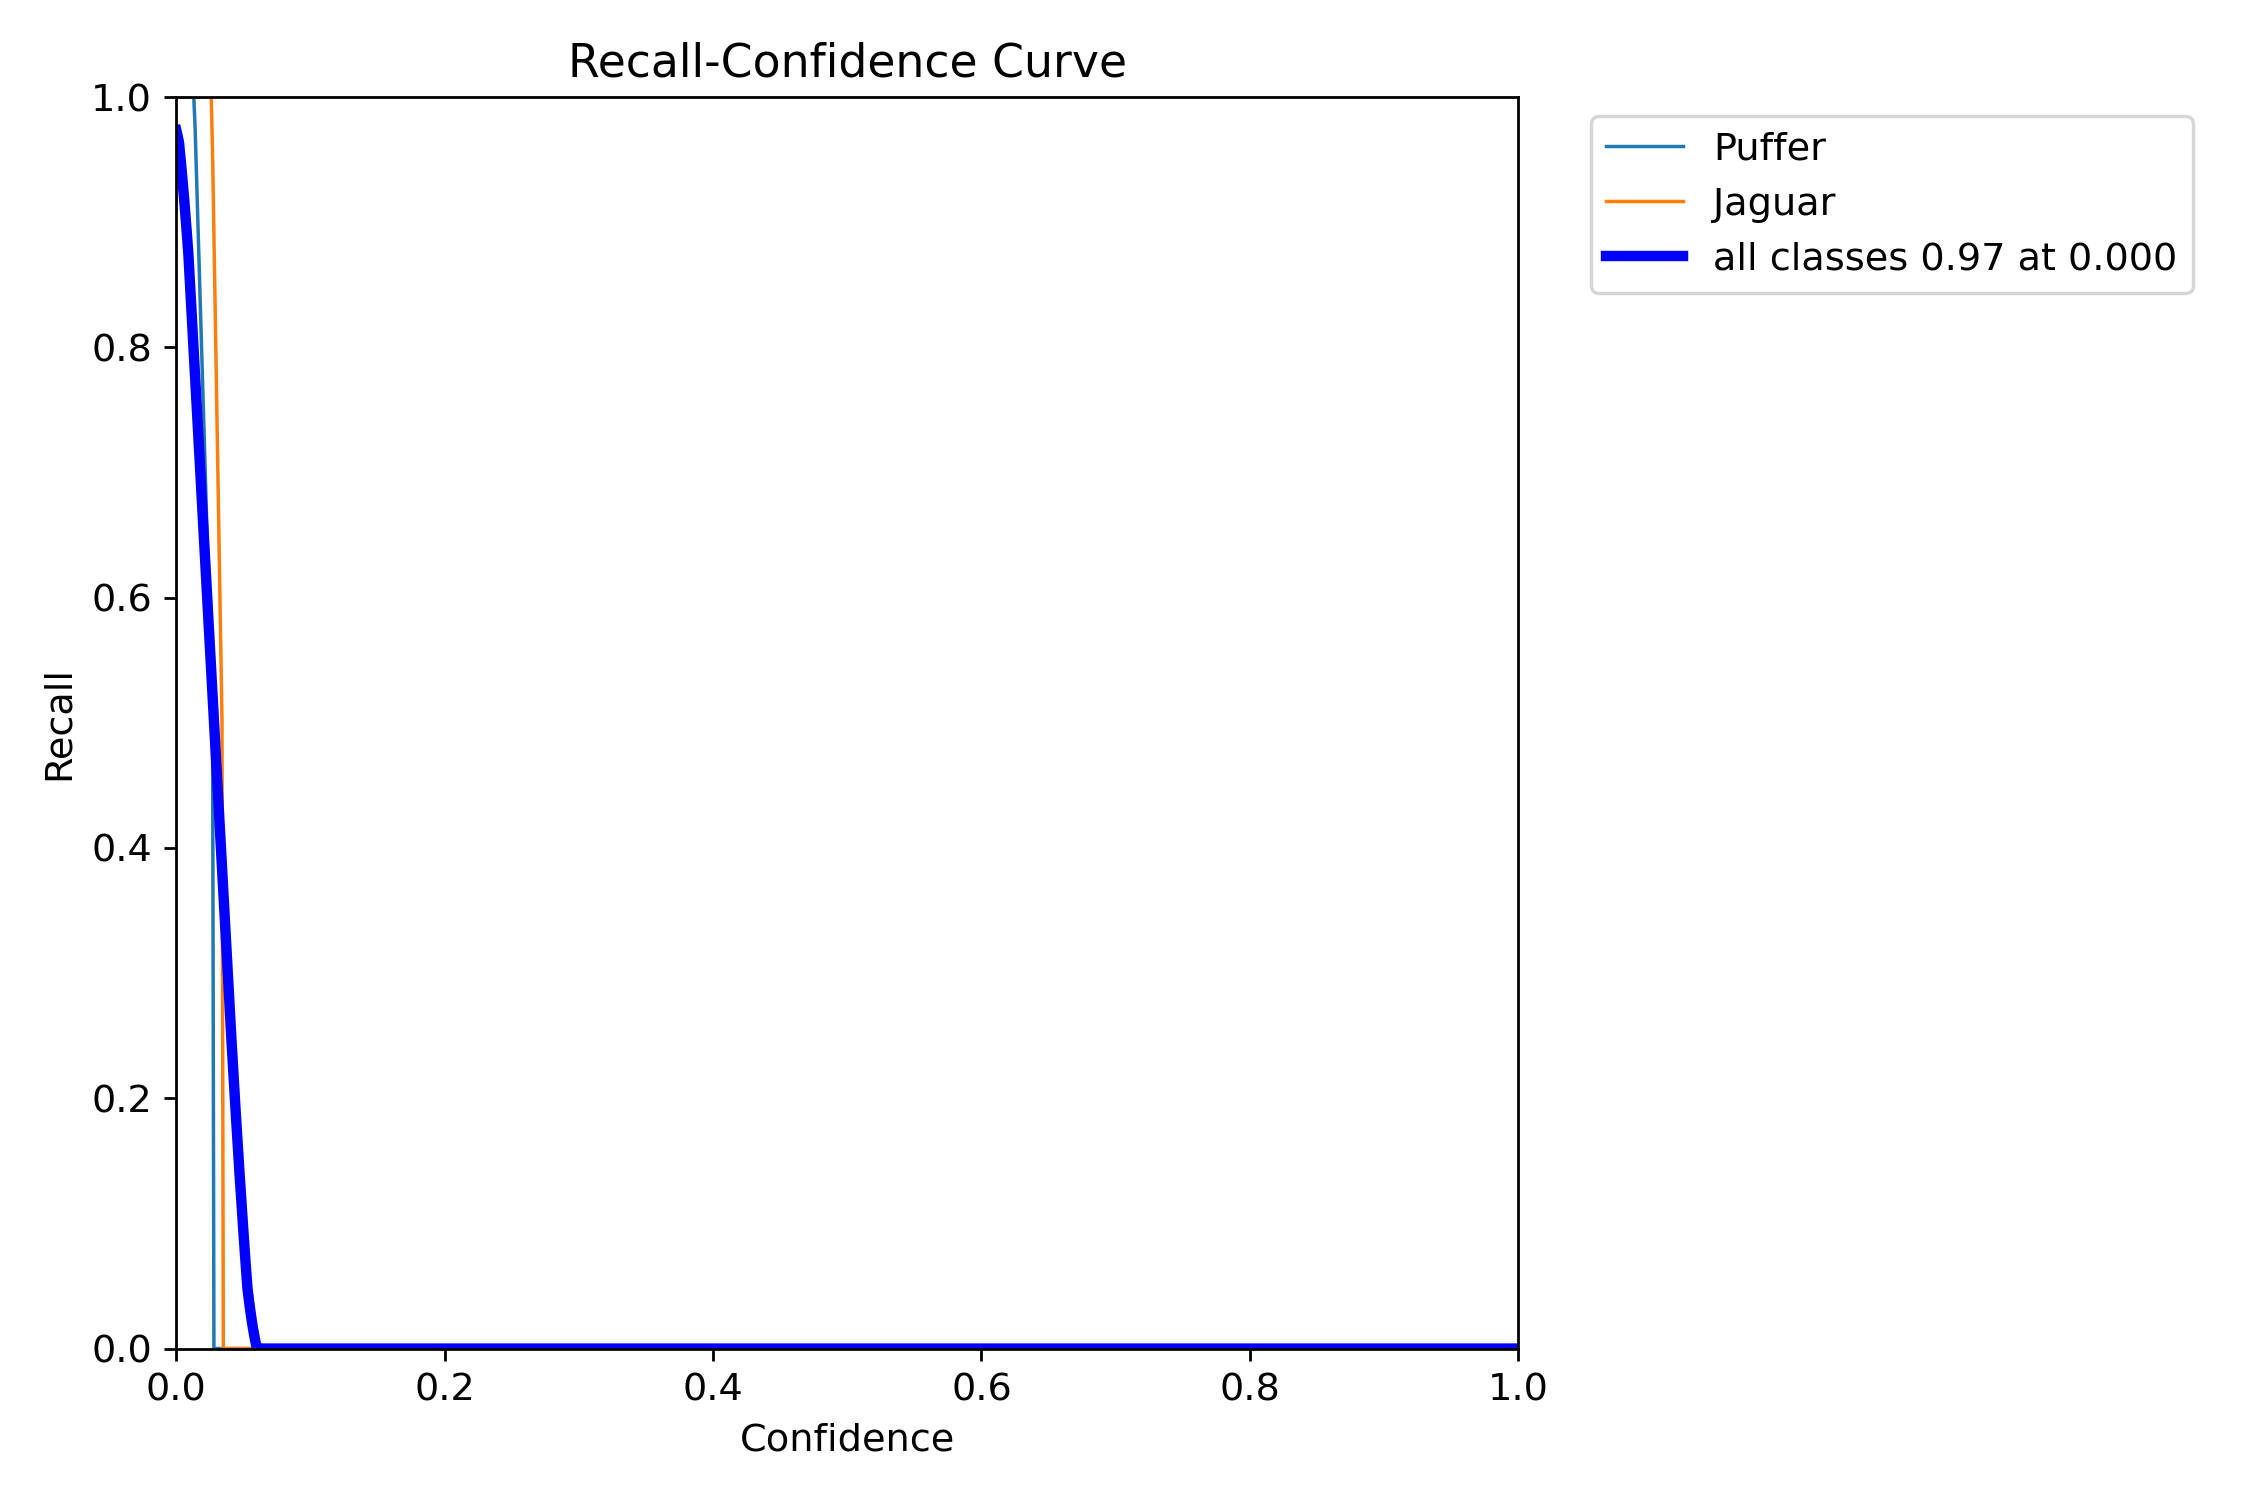 Recall-Confidence Curve
1.0
0.8
0.6
0.4
0.2
0.0
Recall
0.0 0.2 0.4 0.6 0.8 1.0
Confidence
Puffer
Jaguar
all classes 0.97 at 0.000